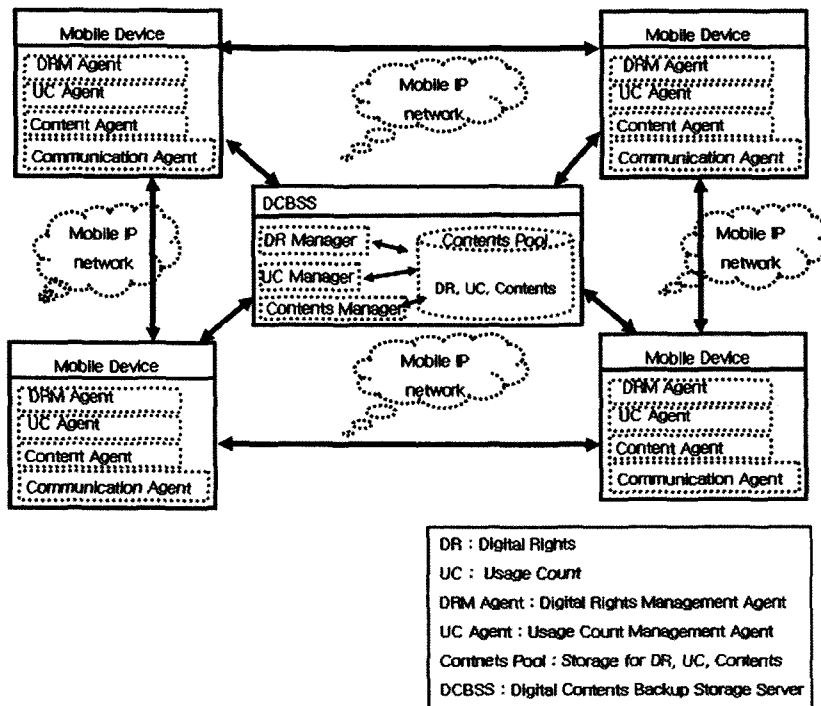 Mobile Device
DRM Agent
UC Agent
Content Agent
Communication Agent
Mobile IP
network
Mobile Device
DRM Agent
UC Agent
Content Agent
Communication Agent
Mobile IP
network
DCBSS
DR Manager
UC Manager
Contents Manager
Contents Pool
DR, UC, Contents
Mobile IP
network
Mobile Device
DRM Agent
UC Agent
Content Agent
Communication Agent
Mobile IP
network
Mobile Device
DRM Agent
UC Agent
Content Agent
Communication Agent
DR : Digital Rights
UC : Usage Count
DRM Agent : Digital Rights Management Agent
UC Agent : Usage Count Management Agent
Contnets Pool : Storage for DR, UC, Contents
DCBSS : Digital Contents Backup Storage Server